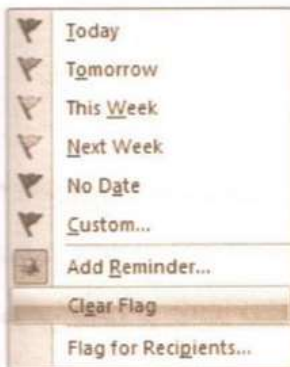 Today
Tomorrow
This Week
Next Week
No Date
Custom...
Add Reminder...
Clear Flag
Flag for Recipients...